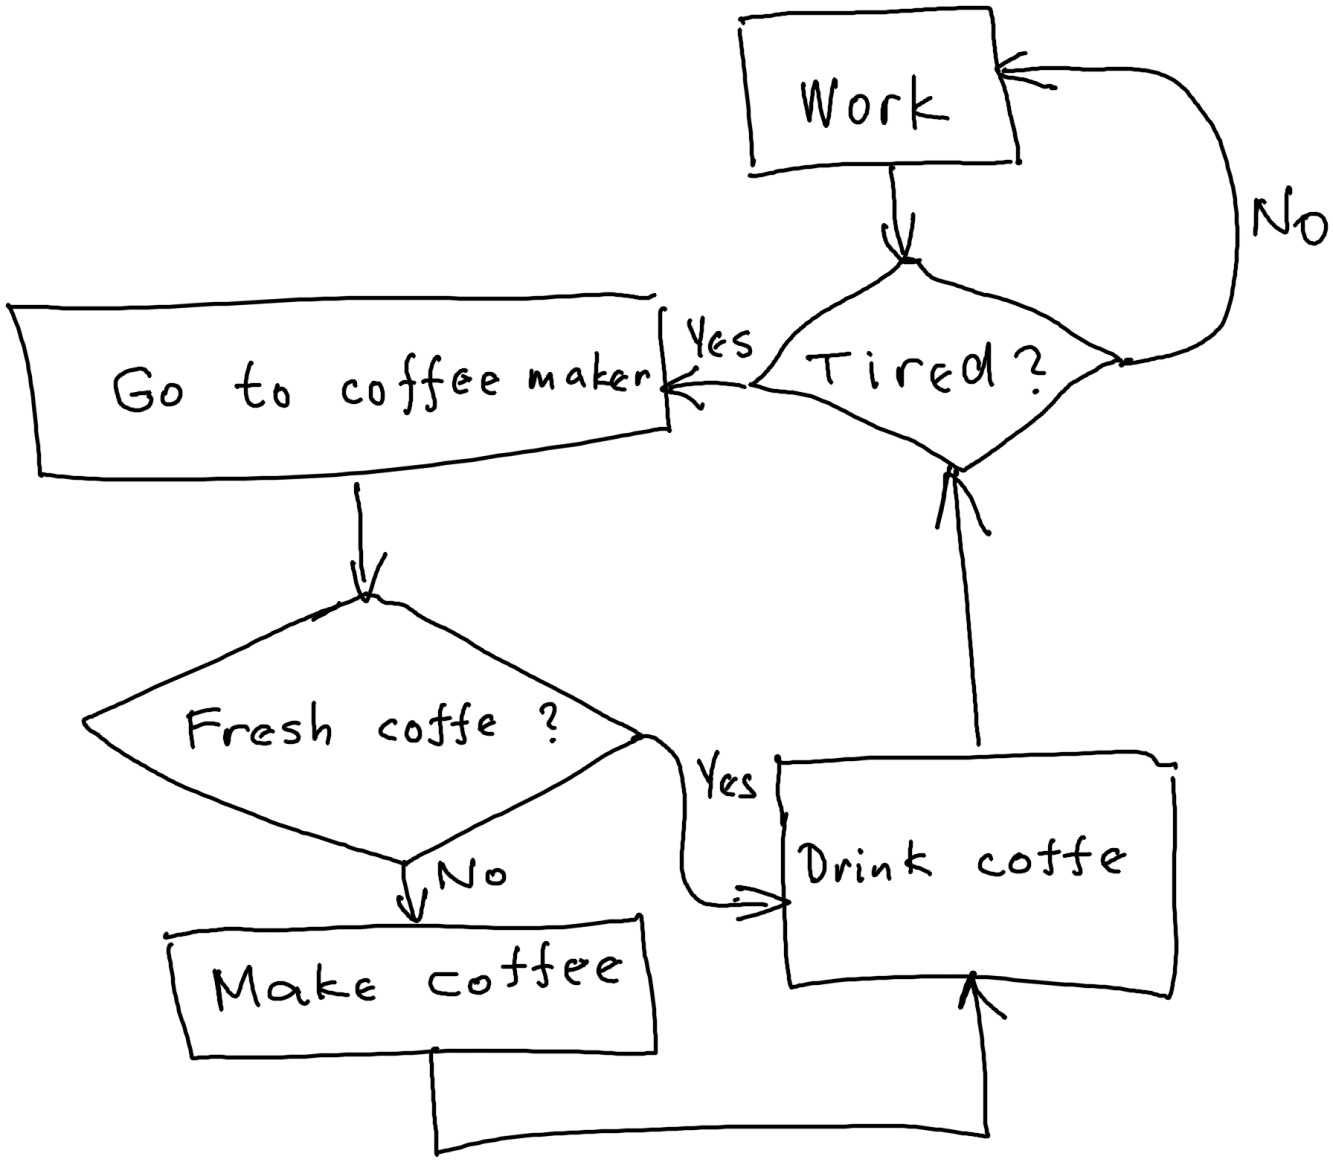 Work
No
Tired?
Yes
Go to coffee maker
Fresh coffe ?
Yes
No
Drink coffe
Make coffee